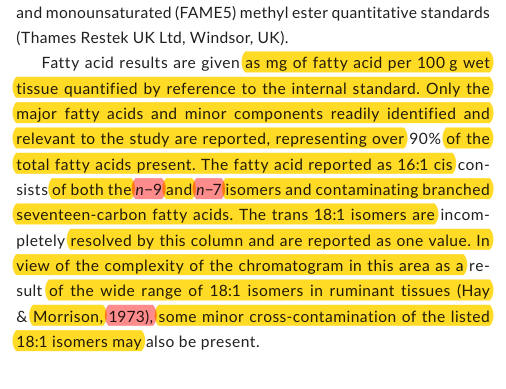 and monounsaturated (FAME5) methyl ester quantitative standards
(Thames Restek UK Ltd, Windsor, UK).
Fatty acid results are given as mg of fatty acid per 100 g wet
tissue quantified by reference to the internal standard. Only the
major fatty acids and minor components readily identified and
relevant to the study are reported, representing over 90% of the
total fatty acids present. The fatty acid reported as 16:1 cis con-
sists of both the n−9 and n−7 isomers and contaminating branched
seventeen-carbon fatty acids. The trans 18:1 isomers are incom-
pletely resolved by this column and are reported as one value. In
view of the complexity of the chromatogram in this area as a re-
sult of the wide range of 18:1 isomers in ruminant tissues (Hay
& Morrison, 1973), some minor cross-contamination of the listed
18:1 isomers may also be present.